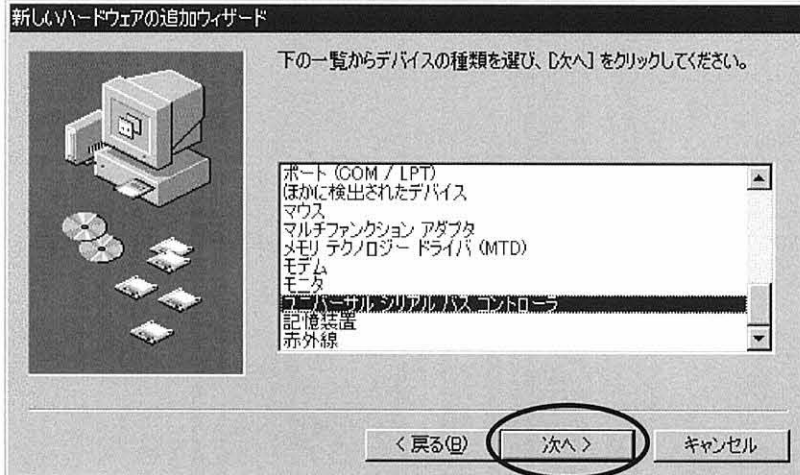 新しいハードウェアの追加ウィザード
下の一覧からデバイスの種類を選び、[次へ] をクリックしてください。
ポート (COM / LPT)
ほかに検出されたデバイス
マウス
マルチファンクション アダプタ
メモリ テクノロジー ドライバ (MTD)
モデム
モニタ
ユニバーサル シリアル バス コントローラ
記憶装置
赤外線
< 戻る(B)
次へ >
キャンセル